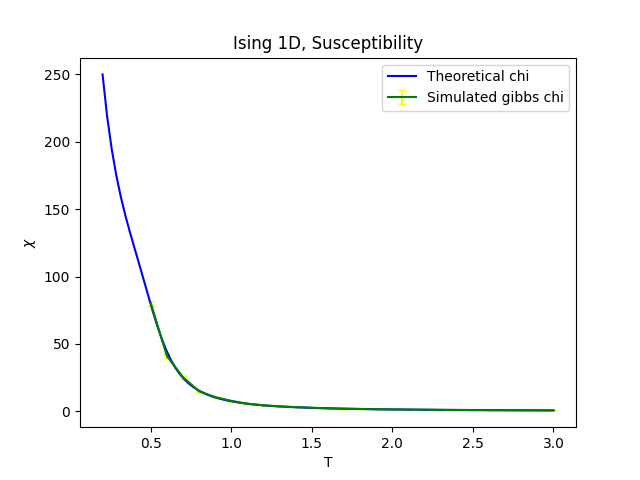 Ising 1D, Susceptibility
Theoretical chi
Simulated gibbs chi
250
200
150
100
50
0
χ
0.5 1.0 1.5 2.0 2.5 3.0
T